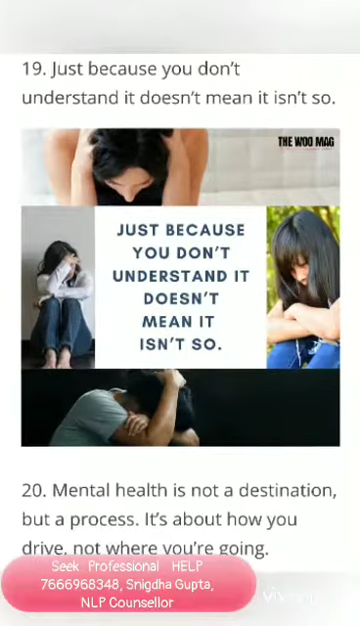 19. Just because you don't
understand it doesn't mean it isn't so.
THE WOO MAG
JUST BECAUSE
YOU DON'T
UNDERSTAND IT
DOESN'T
MEAN IT
ISN'T SO.
20. Mental health is not a destination,
but a process. It's about how you
drive, not where you're going.
Seek Professional HELP
7666968348, Snigdha Gupta,
NLP Counsellor